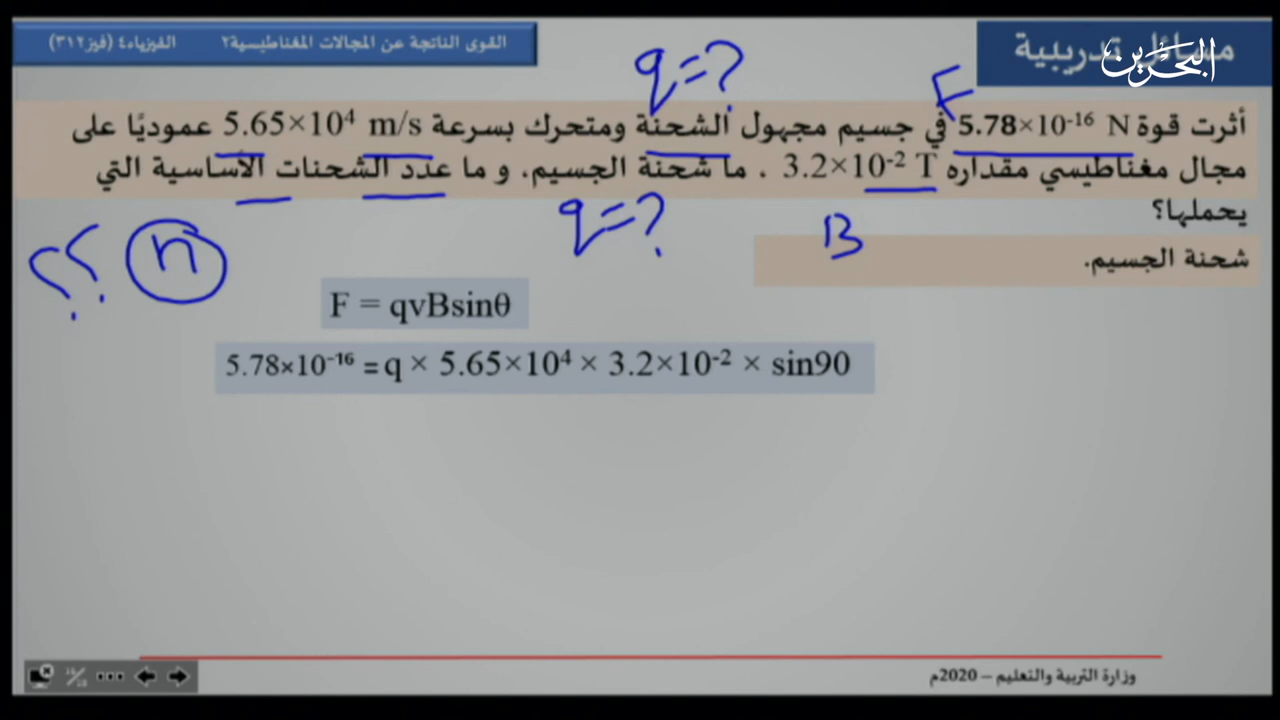 مسائل تدريبية
البحرين
القوى الناتجة عن المجالات المغناطيسية٢ الفيزياء٤ (فيز٣١٢)
q=?
F
أثرت قوة 5.78×10⁻¹⁶ N في جسيم مجهول الشحنة ومتحرك بسرعة 5.65×10⁴ m/s عموديًا على
مجال مغناطيسي مقداره 3.2×10⁻² T . ما شحنة الجسيم. و ما عدد الشحنات الأساسية التي
يحملها؟
q=?
B
؟؟ n
شحنة الجسيم.
F = qvBsinθ
5.78×10⁻¹⁶ = q × 5.65×10⁴ × 3.2×10⁻² × sin90
وزارة التربية والتعليم – 2020م